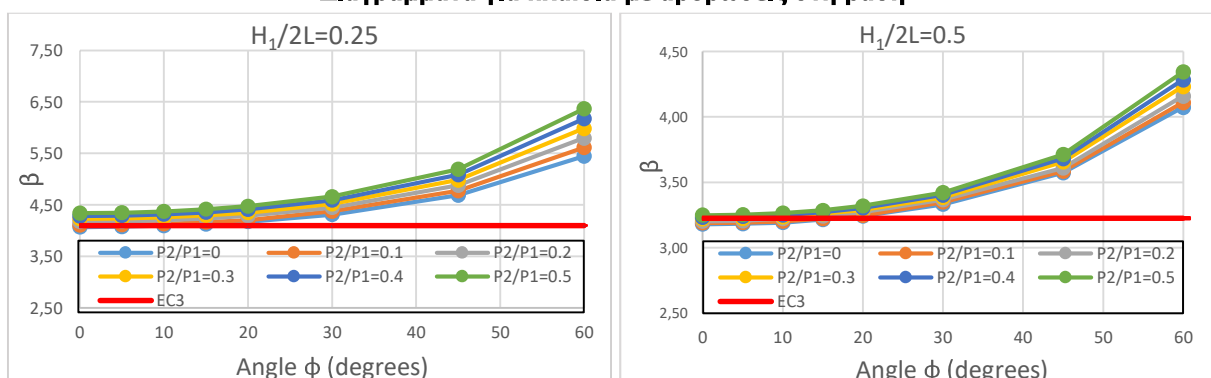 H₁/2L=0.25
7,50
6,50
5,50
4,50
3,50
2,50
β
P2/P1=0 P2/P1=0.1 P2/P1=0.2
P2/P1=0.3 P2/P1=0.4 P2/P1=0.5
EC3
0 10 20 30 40 50 60
Angle ϕ (degrees)
H₁/2L=0.5
4,50
4,00
3,50
3,00
2,50
β
P2/P1=0 P2/P1=0.1 P2/P1=0.2
P2/P1=0.3 P2/P1=0.4 P2/P1=0.5
EC3
0 10 20 30 40 50 60
Angle ϕ (degrees)